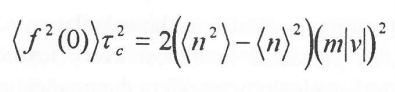 ⟨f²(0)⟩τ_c² = 2(⟨n²⟩−⟨n⟩²)(m|v|)²